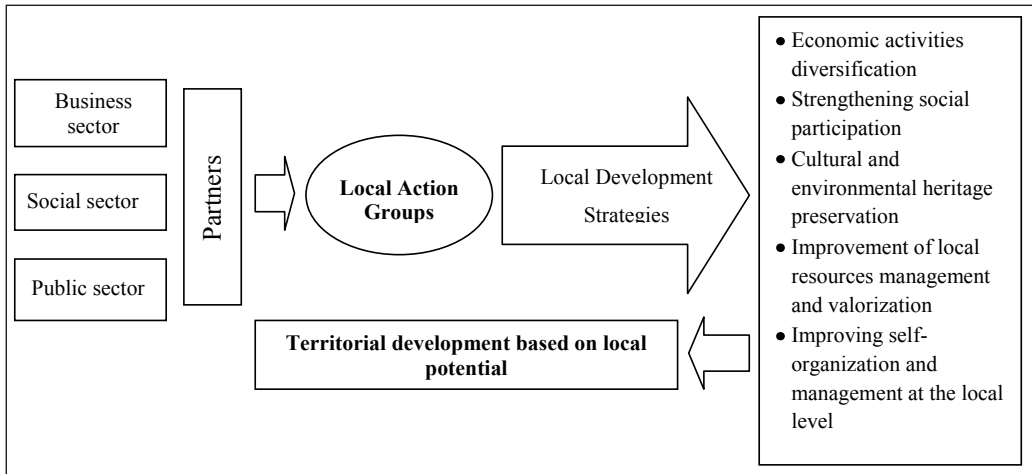 Business
sector
Social sector
Public sector
Partners
Local Action
Groups
Local Development
Strategies
● Economic activities
diversification
● Strengthening social
participation
● Cultural and
environmental heritage
preservation
● Improvement of local
resources management
and valorization
● Improving self-
organization and
management at the local
level
Territorial development based on local
potential